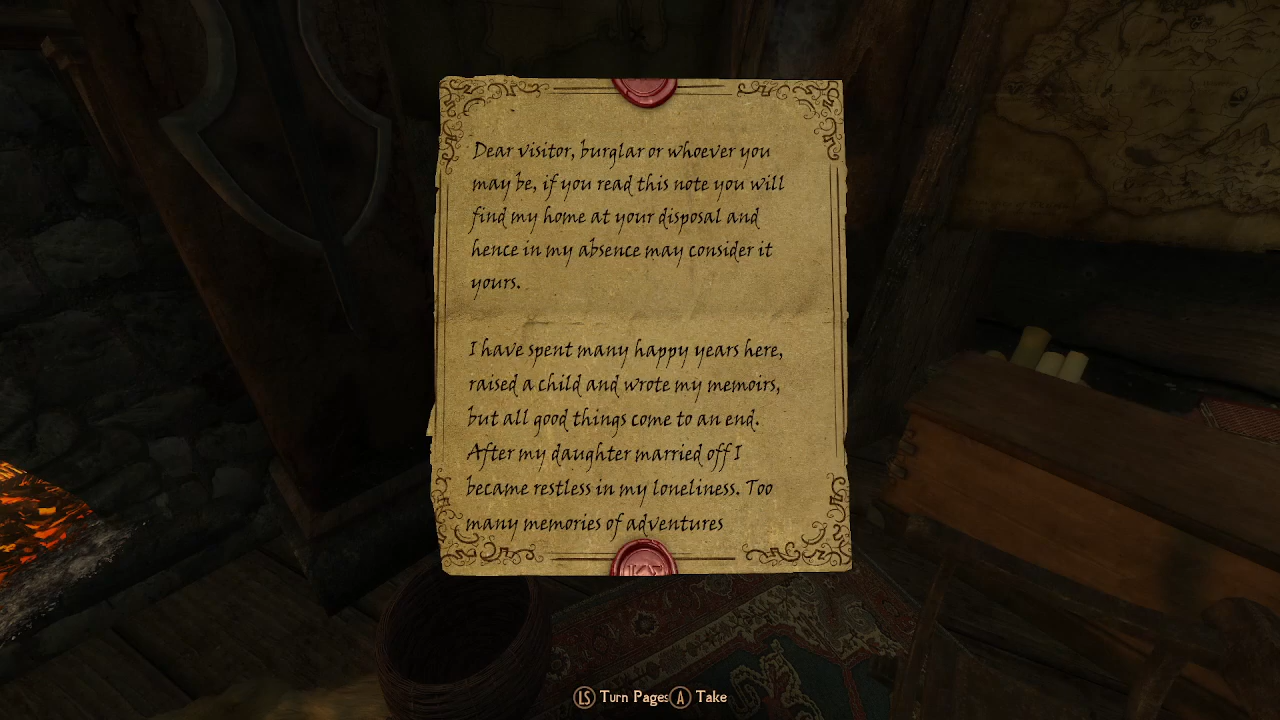 Dear visitor, burglar or whoever you
may be, if you read this note you will
find my home at your disposal and
hence in my absence may consider it
yours.
I have spent many happy years here,
raised a child and wrote my memoirs,
but all good things come to an end.
After my daughter married off I
became restless in my loneliness. Too
many memories of adventures
LS Turn Pages A Take